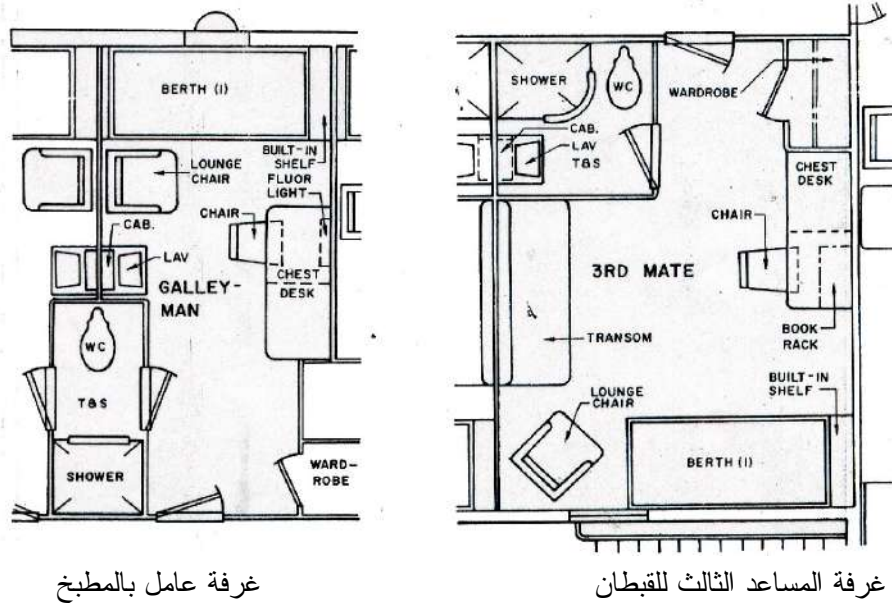 BERTH (1)
LOUNGE
CHAIR
BUILT-IN
SHELF
FLUOR
LIGHT
CHAIR
CAB.
LAV
GALLEY-
MAN
CHEST
DESK
WC
T&S
SHOWER
WARD-
ROBE
غرفة عامل بالمطبخ
SHOWER
WC
WARDROBE
CAB.
LAV
T&S
CHEST
DESK
CHAIR
3RD MATE
TRANSOM
BOOK
RACK
LOUNGE
CHAIR
BUILT-IN
SHELF
BERTH (1)
غرفة المساعد الثالث للقبطان